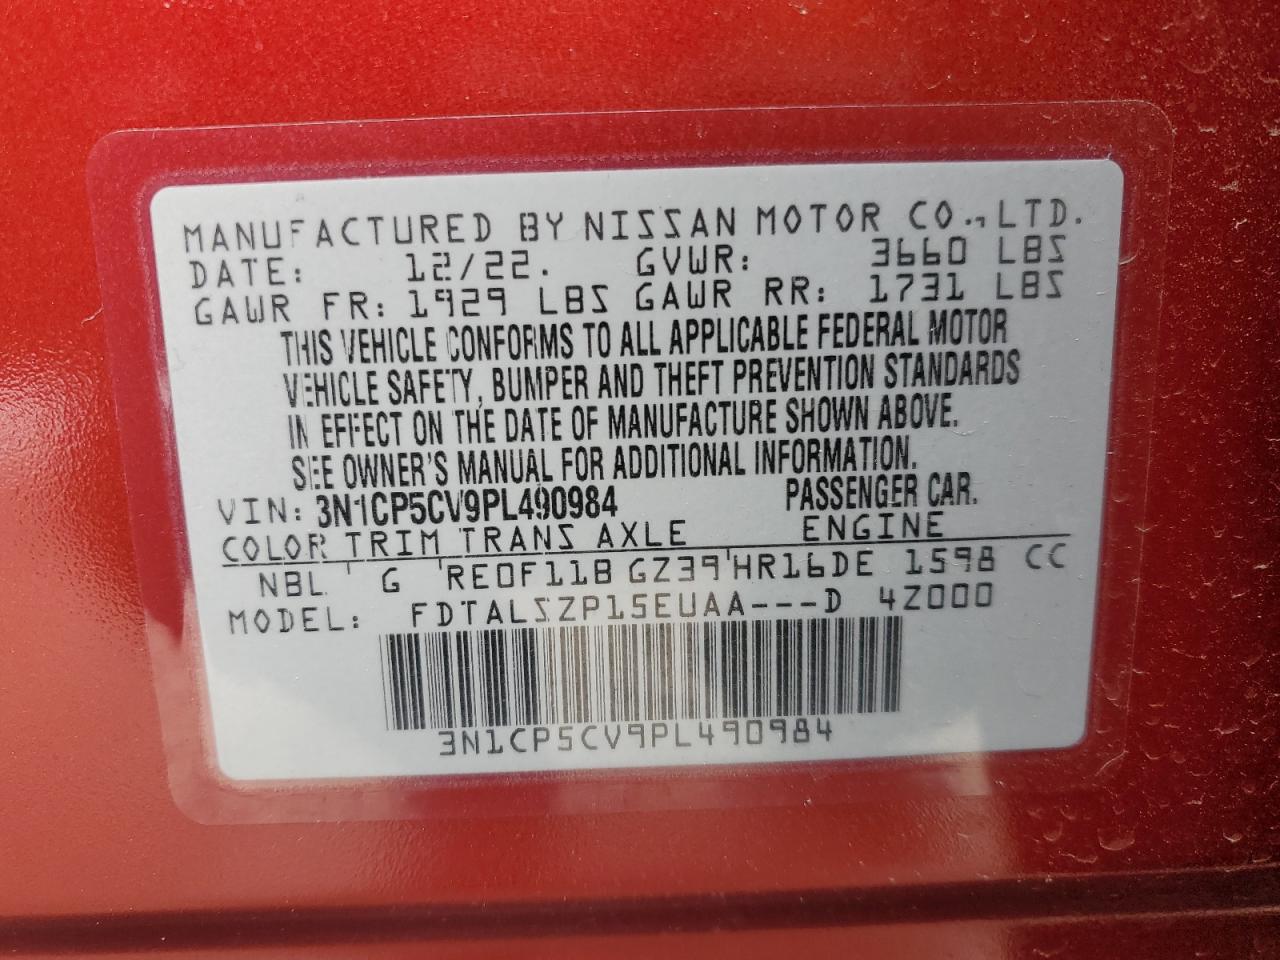 MANUFACTURED BY NISSAN MOTOR CO.,LTD.
DATE: 12/22. GVWR: 3660 LBS
GAWR FR: 1929 LBS GAWR RR: 1731 LBS
THIS VEHICLE CONFORMS TO ALL APPLICABLE FEDERAL MOTOR
VEHICLE SAFETY, BUMPER AND THEFT PREVENTION STANDARDS
IN EFFECT ON THE DATE OF MANUFACTURE SHOWN ABOVE.
SEE OWNER'S MANUAL FOR ADDITIONAL INFORMATION.
VIN: 3N1CP5CV9PL490984 PASSENGER CAR.
COLOR TRIM TRANS AXLE ENGINE
NBL ' G 'RE0F11B GZ39'HR16DE 1598 CC
MODEL: FDTALSZP15EUAA---D 4Z000
3N1CP5CV9PL490984